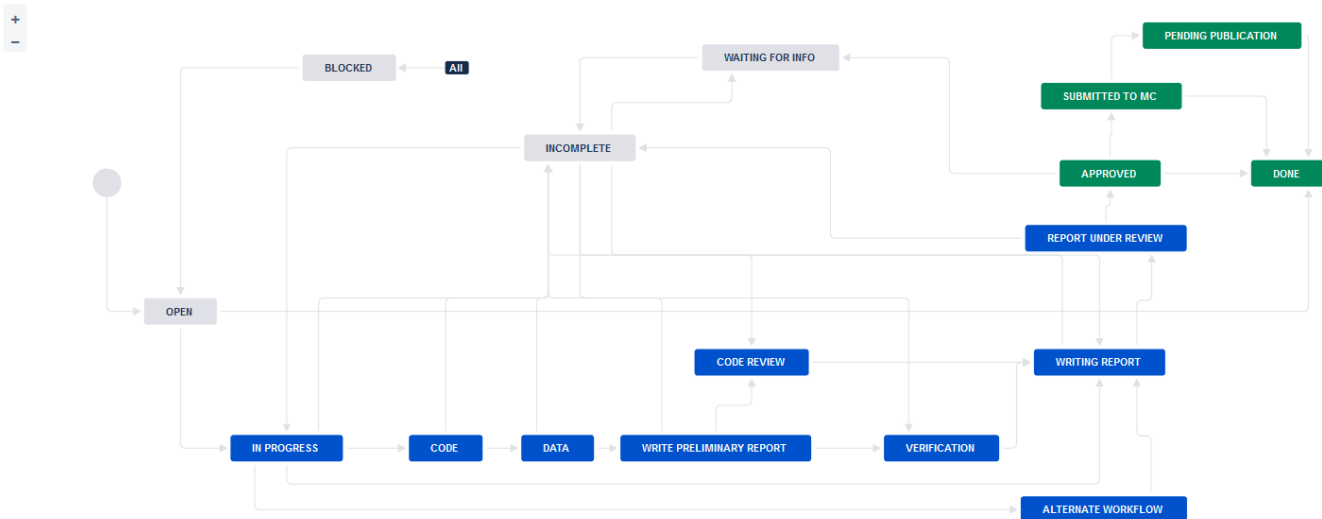 +
−
PENDING PUBLICATION
WAITING FOR INFO
BLOCKED
All
SUBMITTED TO MC
INCOMPLETE
APPROVED
DONE
REPORT UNDER REVIEW
OPEN
CODE REVIEW
WRITING REPORT
IN PROGRESS
CODE
DATA
WRITE PRELIMINARY REPORT
VERIFICATION
ALTERNATE WORKFLOW